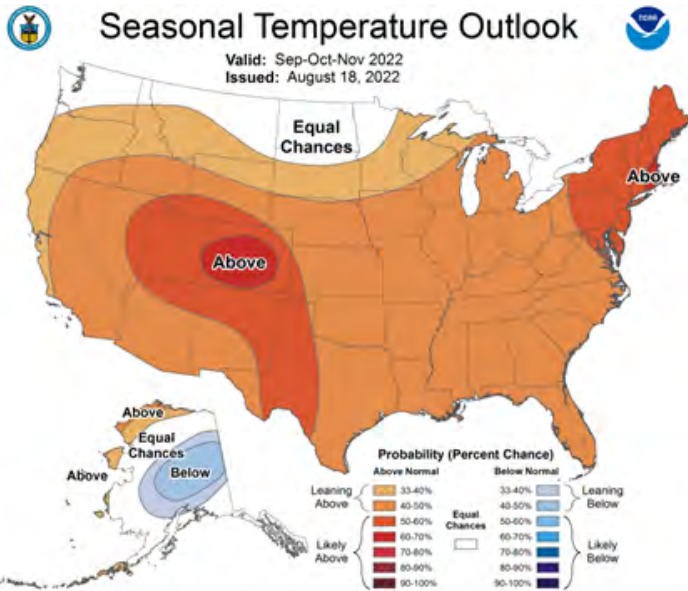 Seasonal Temperature Outlook
Valid: Sep-Oct-Nov 2022
Issued: August 18, 2022
noaa
Equal
Chances
Above
Above
Above
Equal
Chances
Above
Below
Probability (Percent Chance)
Above Normal
Below Normal
Leaning
Above
33-40%
40-50%
Likely
Above
50-60%
60-70%
70-80%
80-90%
90-100%
Equal
Chances
33-40%
40-50%
Leaning
Below
50-60%
60-70%
70-80%
80-90%
90-100%
Likely
Below